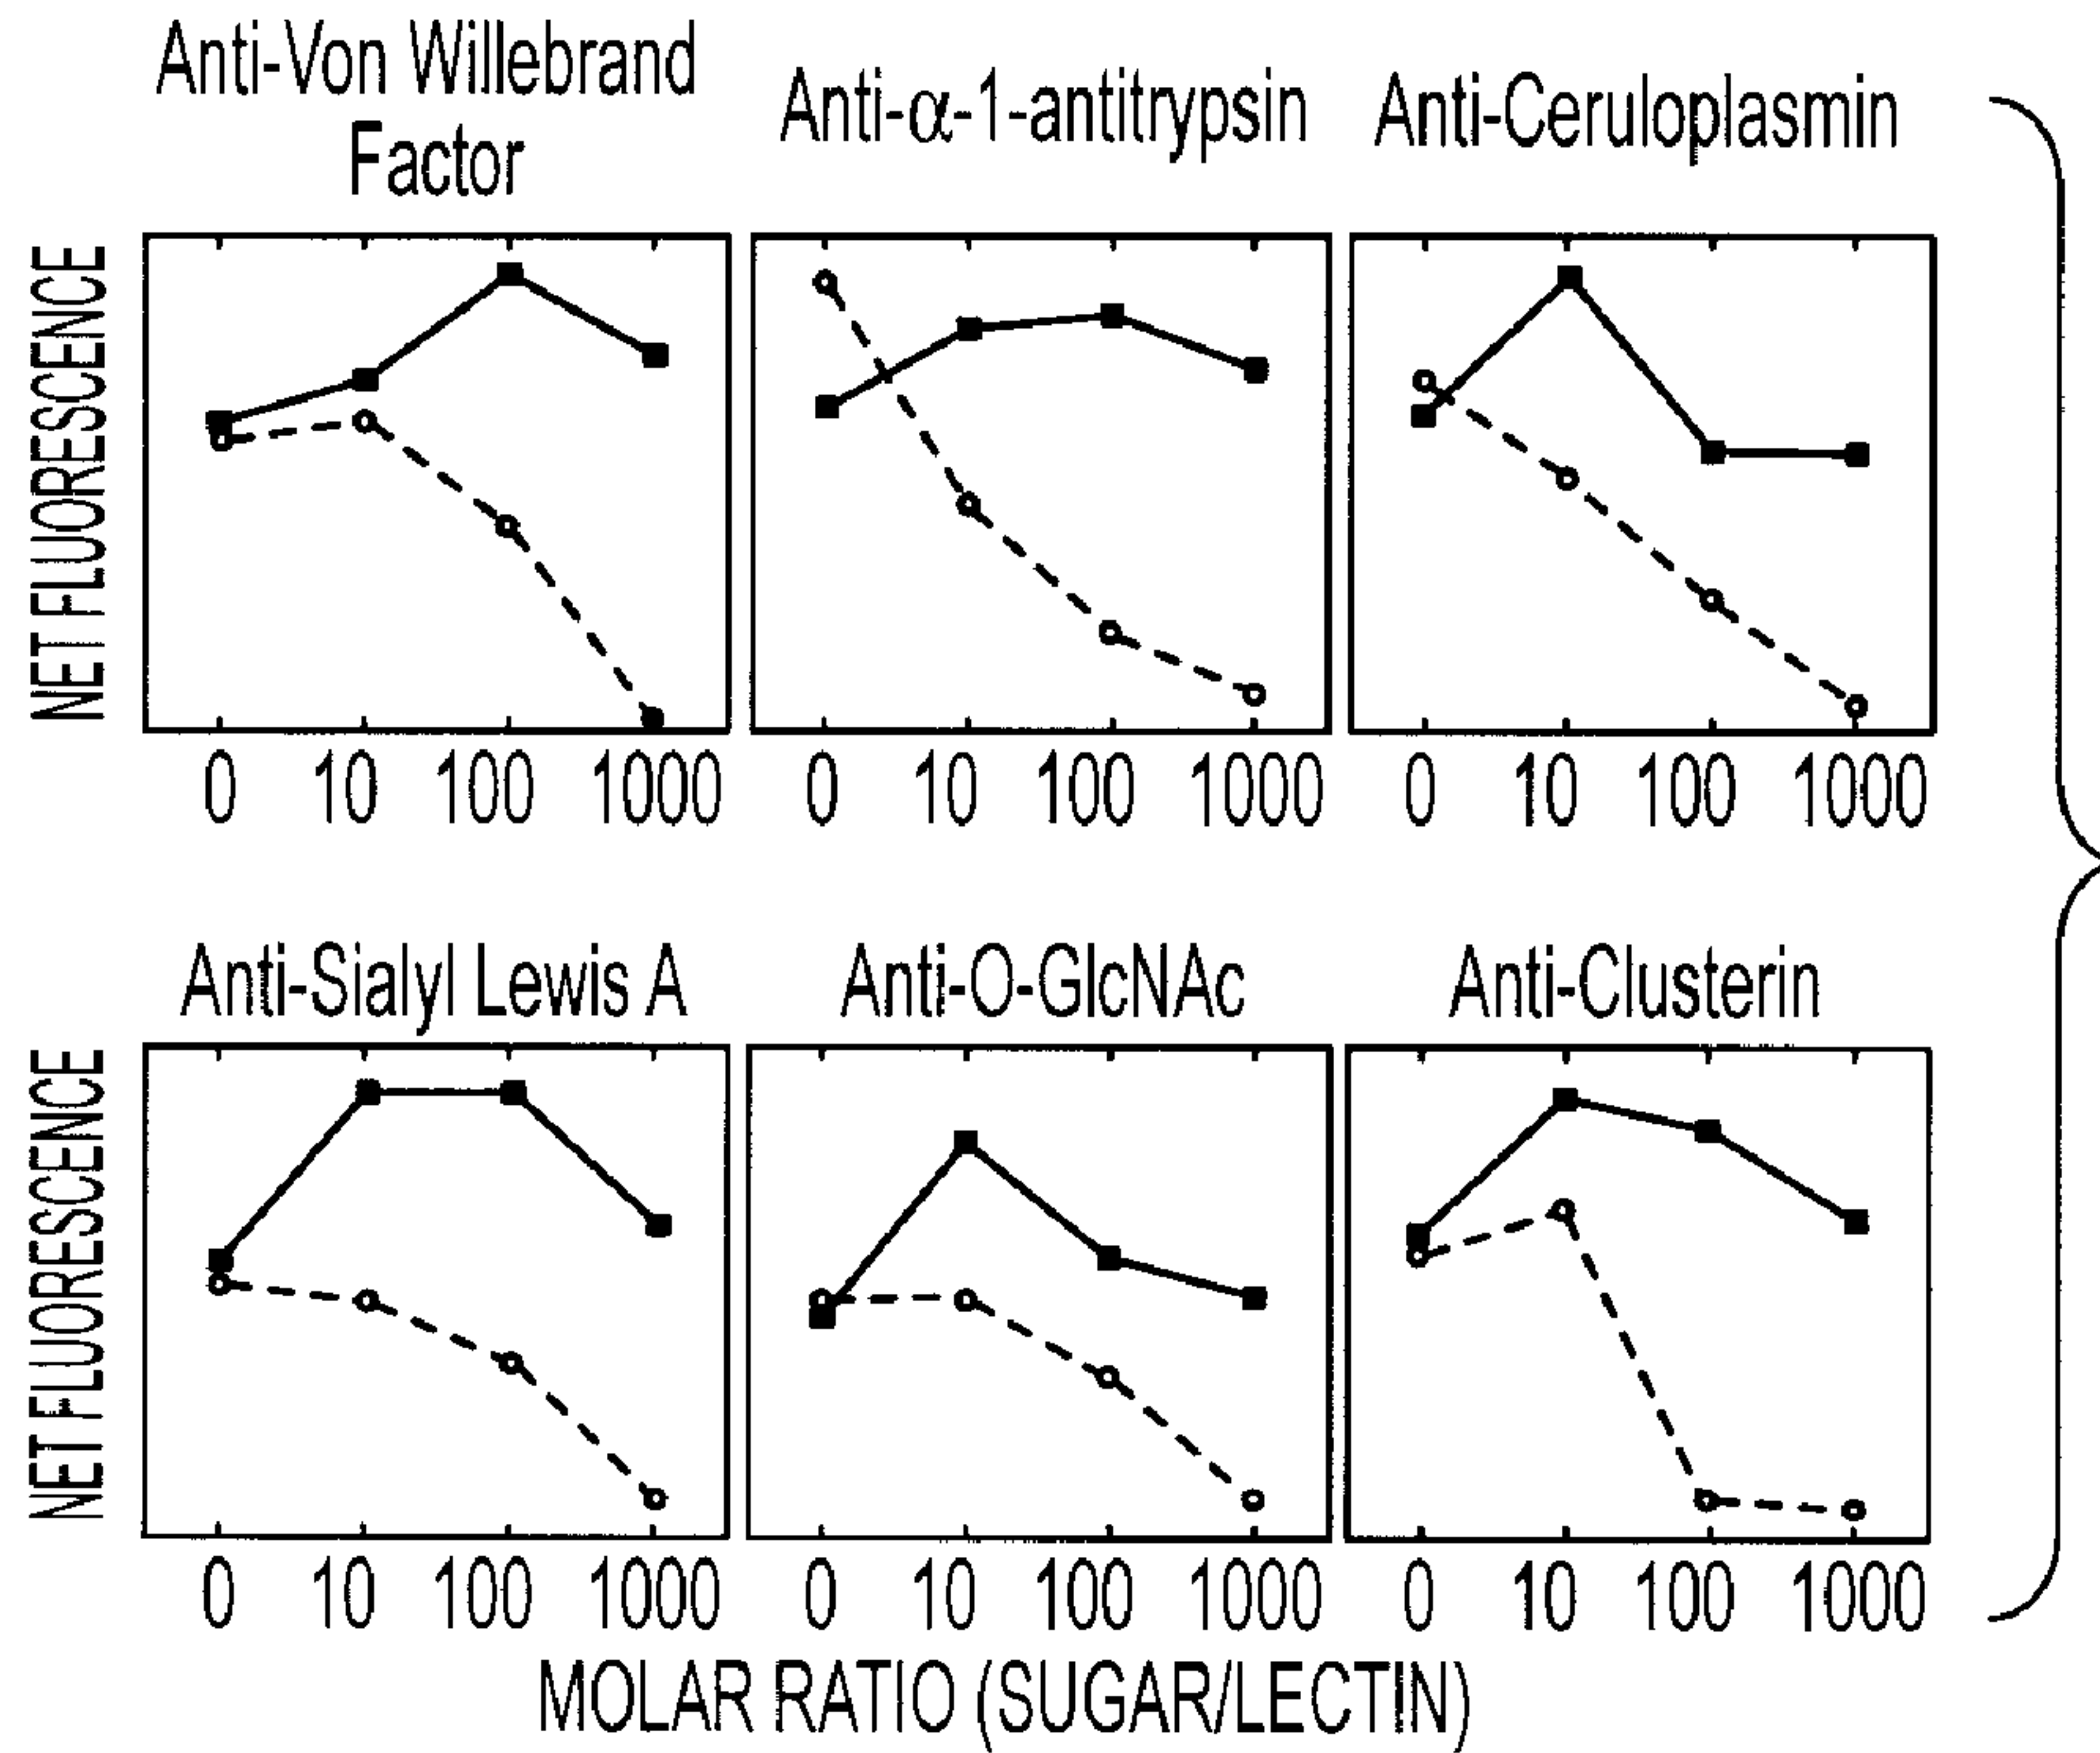 Anti-Von Willebrand
Factor
Anti-α-1-antitrypsin
Anti-Ceruloplasmin
NET FLUORESCENCE
0 10 100 1000
0 10 100 1000
0 10 100 1000
Anti-Sialyl Lewis A
Anti-O-GlcNAc
Anti-Clusterin
NET FLUORESCENCE
0 10 100 1000
0 10 100 1000
0 10 100 1000
MOLAR RATIO (SUGAR/LECTIN)